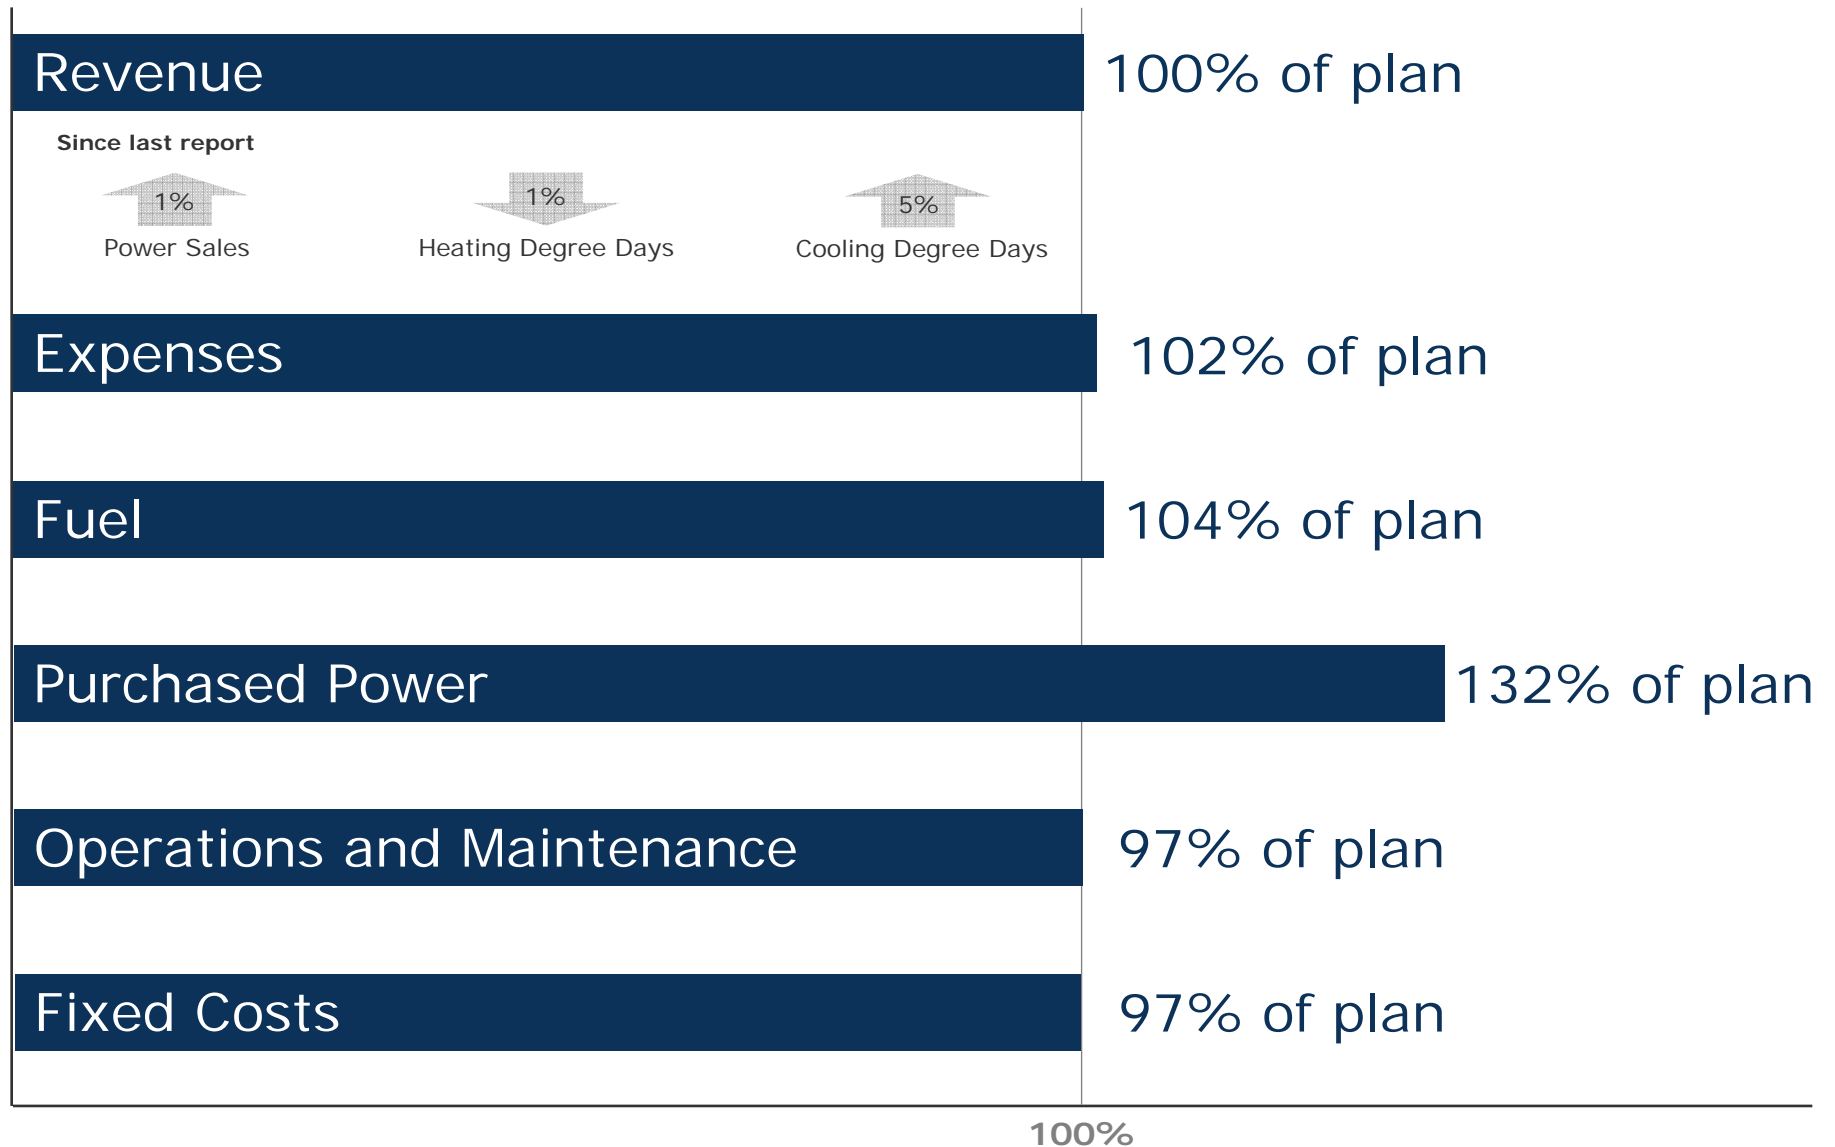 Revenue
100% of plan
Since last report
1%
1%
5%
Power Sales
Heating Degree Days
Cooling Degree Days
Expenses
102% of plan
Fuel
104% of plan
Purchased Power
132% of plan
Operations and Maintenance
97% of plan
Fixed Costs
97% of plan
100%